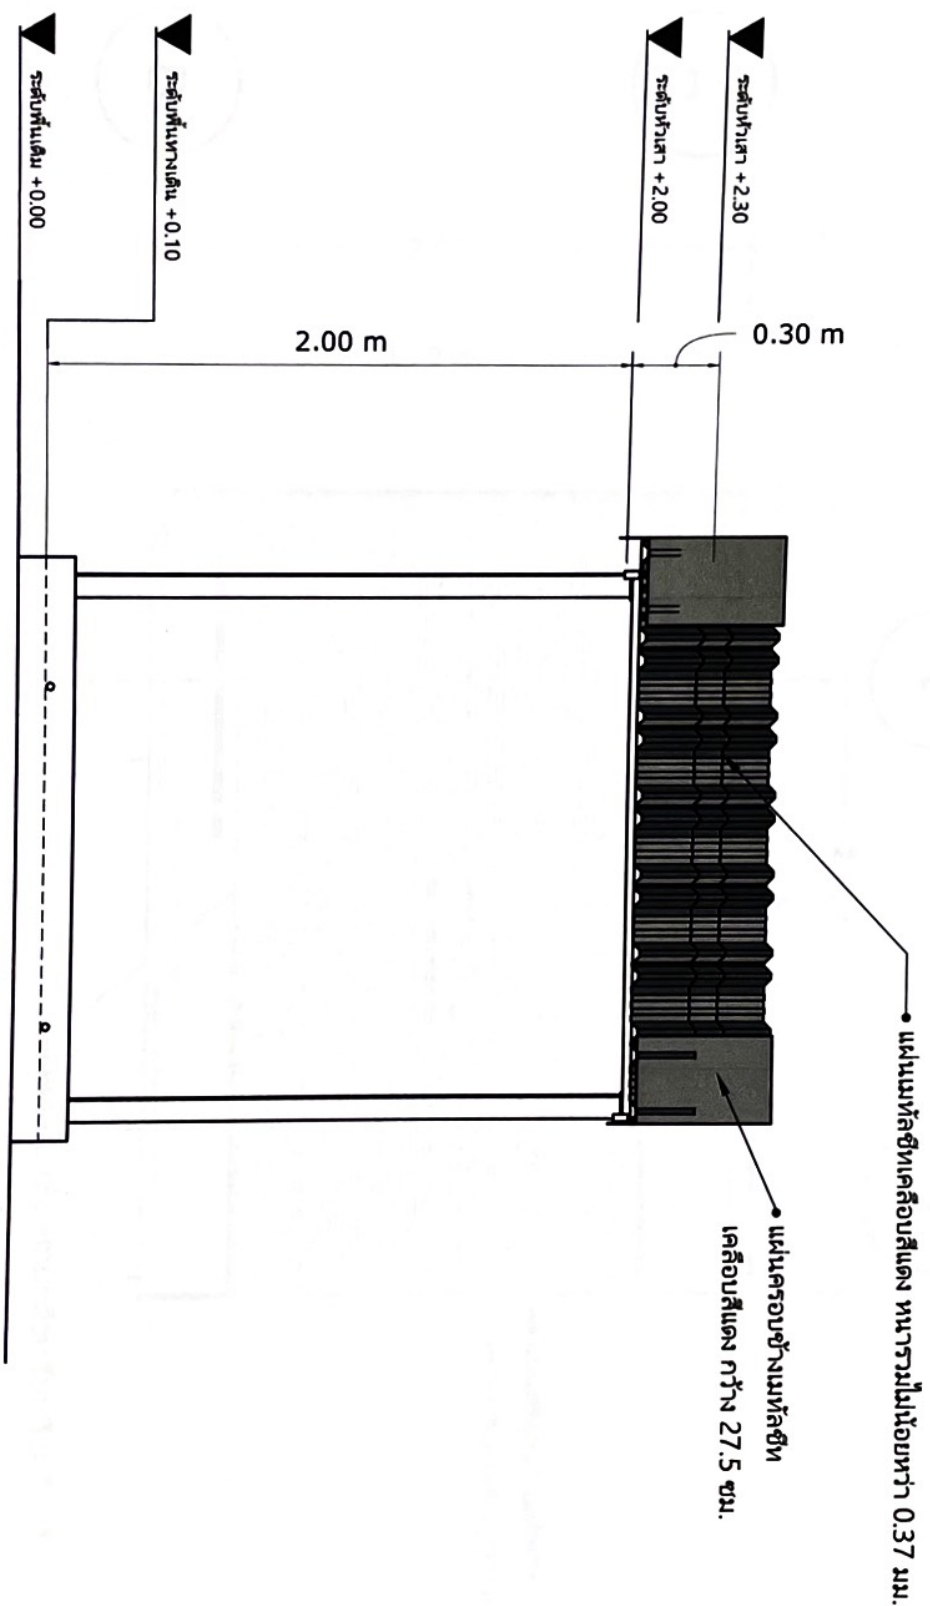 แผ่นเมทัลชีทเคลือบสีแดง หนารวมไม่น้อยหว่า 0.37 มม.
แผ่นครอบข้างเมทัลชีท
เคลือบสีแดง กว้าง 27.5 ซม.
ระดับหัวเสา +2.30
0.30 m
ระดับหัวเสา +2.00
2.00 m
ระดับพื้นทางเดิน +0.10
ระดับพื้นเดิม +0.00